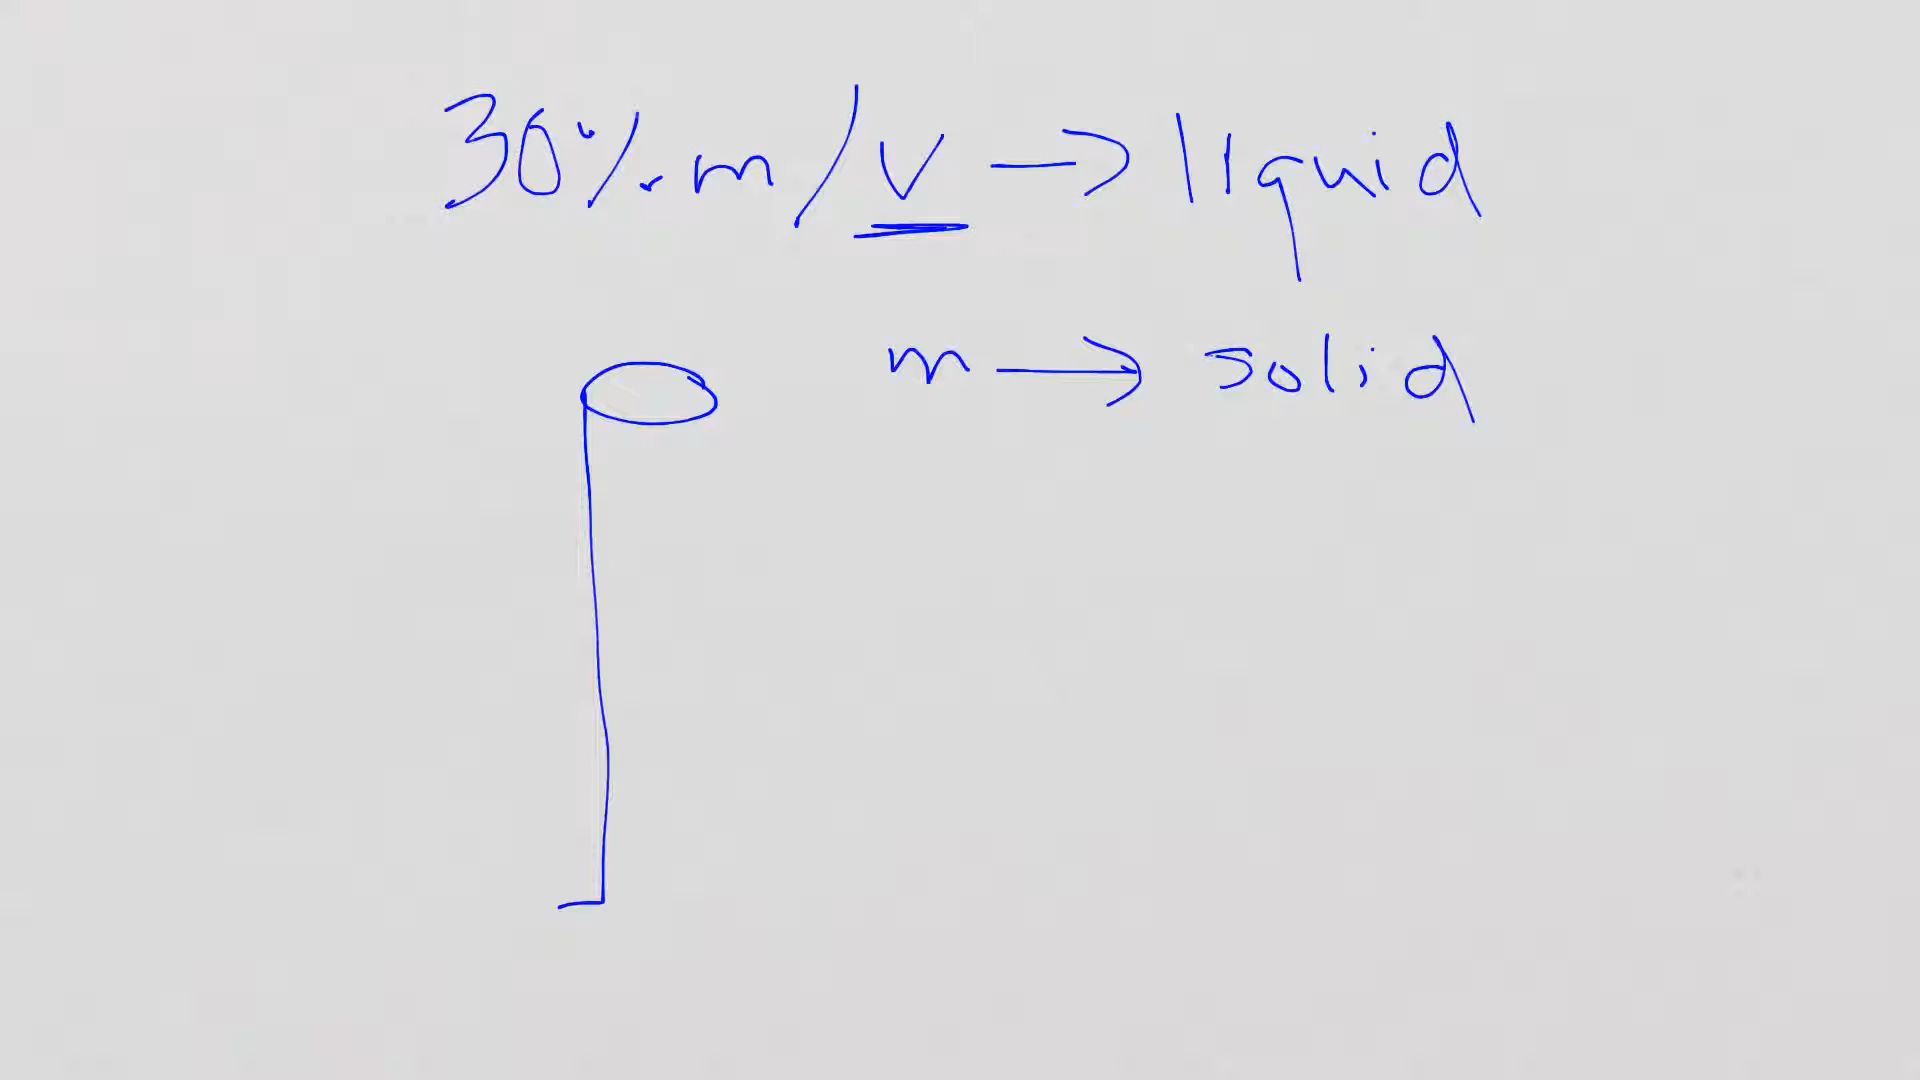 30% m/v → liquid
m → solid